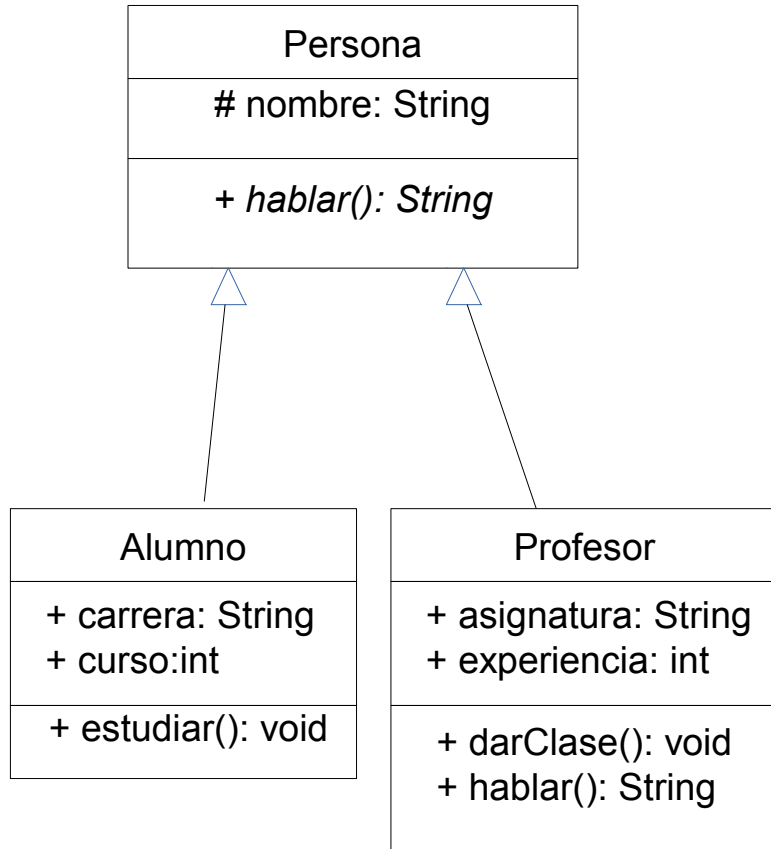 Persona
# nombre: String
+ hablar(): String
Alumno
+ carrera: String
+ curso:int
+ estudiar(): void
Profesor
+ asignatura: String
+ experiencia: int
+ darClase(): void
+ hablar(): String